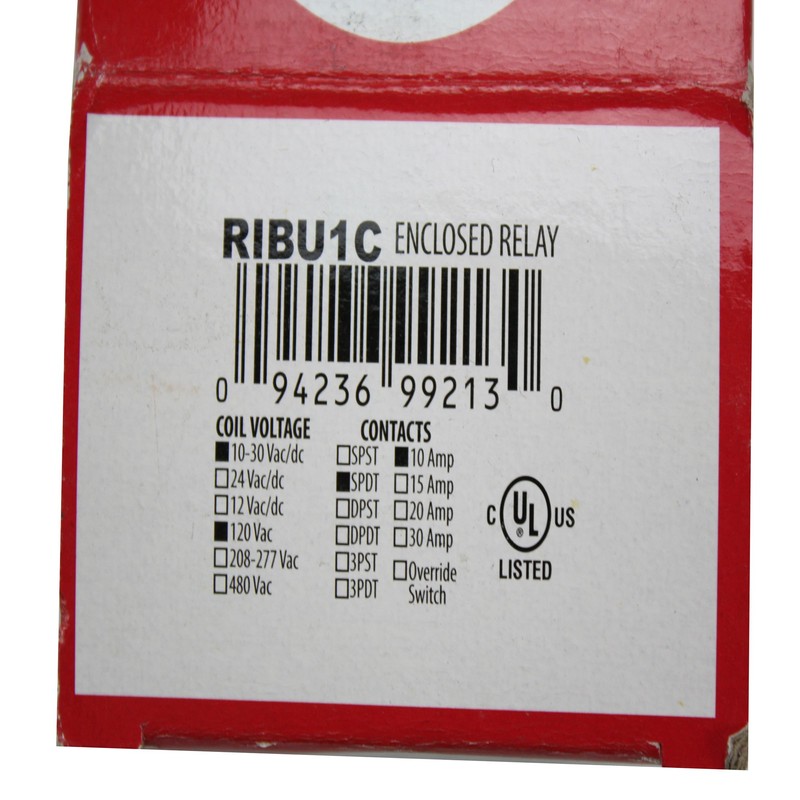 RIBU1C ENCLOSED RELAY
0 94236 99213 0
COIL VOLTAGE
■10-30 Vac/dc
□24 Vac/dc
□12 Vac/dc
■120 Vac
□208-277 Vac
□480 Vac
CONTACTS
□SPST ■10 Amp
■SPDT □15 Amp
□DPST □20 Amp
□DPDT □30 Amp
□3PST □Override
□3PDT Switch
C UL® US
LISTED